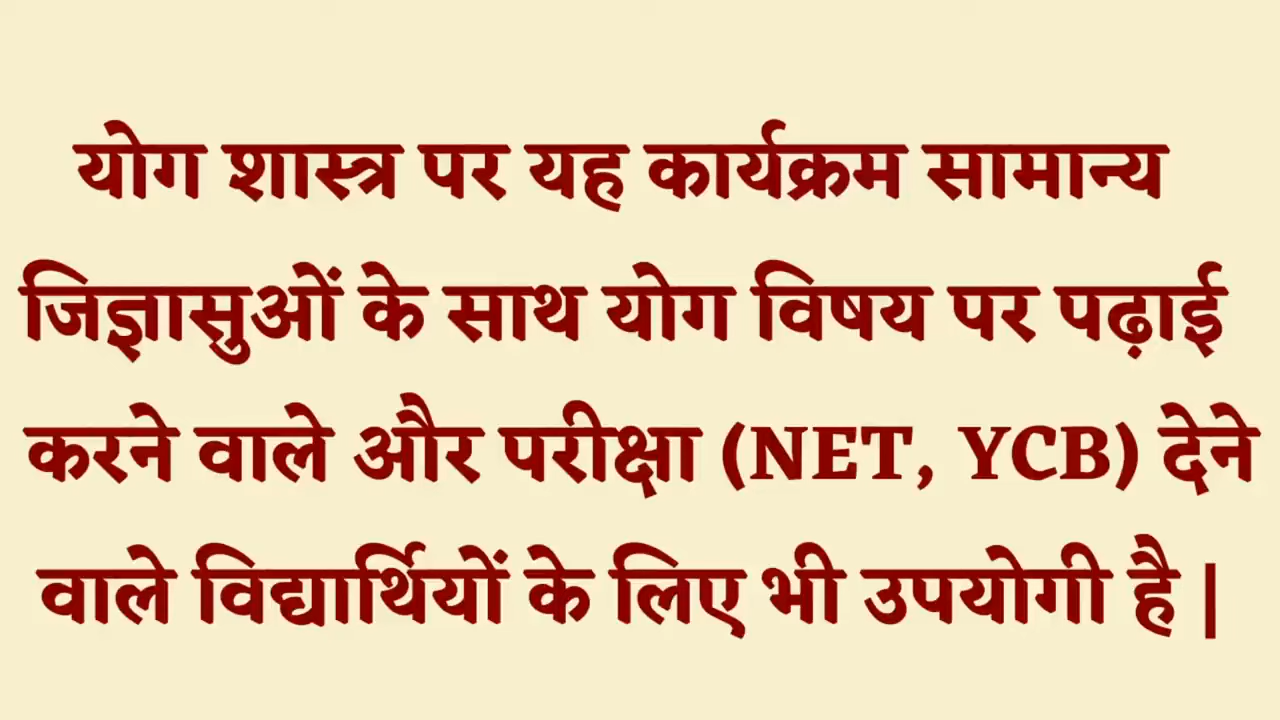 योग शास्त्र पर यह कार्यक्रम सामान्य
जिज्ञासुओं के साथ योग विषय पर पढ़ाई
करने वाले और परीक्षा (NET, YCB) देने
वाले विद्यार्थियों के लिए भी उपयोगी है |